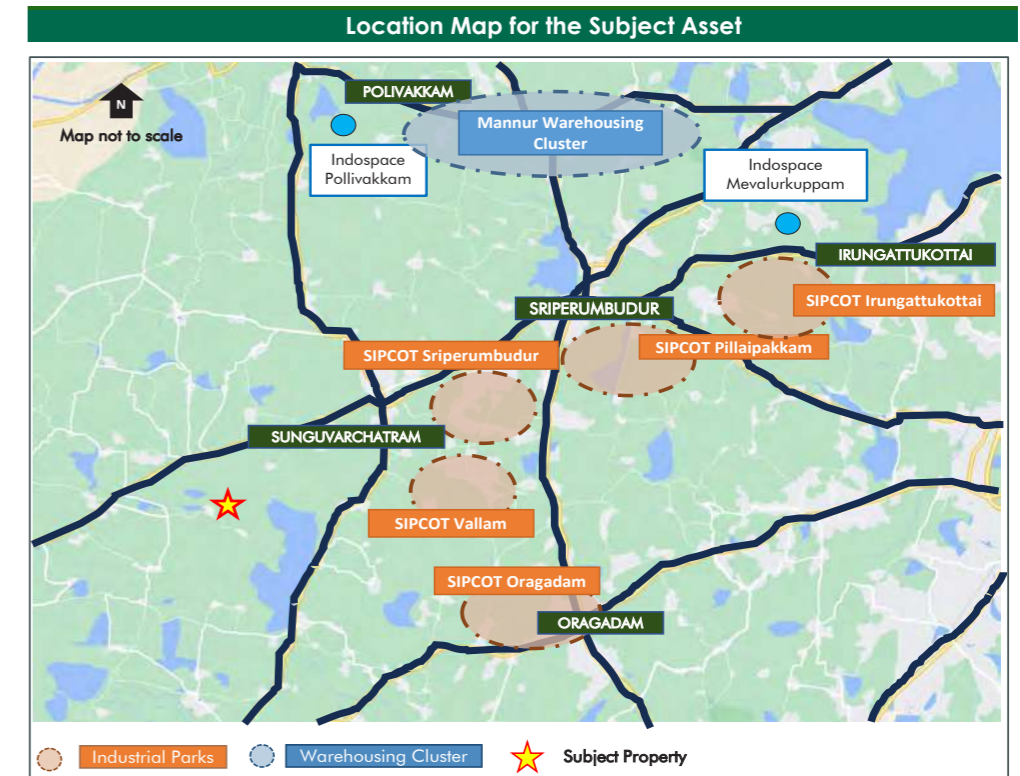 Location Map for the Subject Asset
N
Map not to scale
POLIVAKKAM
Mannur Warehousing
Cluster
Indospace
Pollivakkam
Indospace
Mevalurkuppam
IRUNGATTUKOTTAI
SIPCOT Irungattukottai
SRIPERUMBUDUR
SIPCOT Pillaipakkam
SIPCOT Sriperumbudur
SUNGUVARCHATRAM
SIPCOT Vallam
SIPCOT Oragadam
ORAGADAM
Industrial Parks
Warehousing Cluster
Subject Property